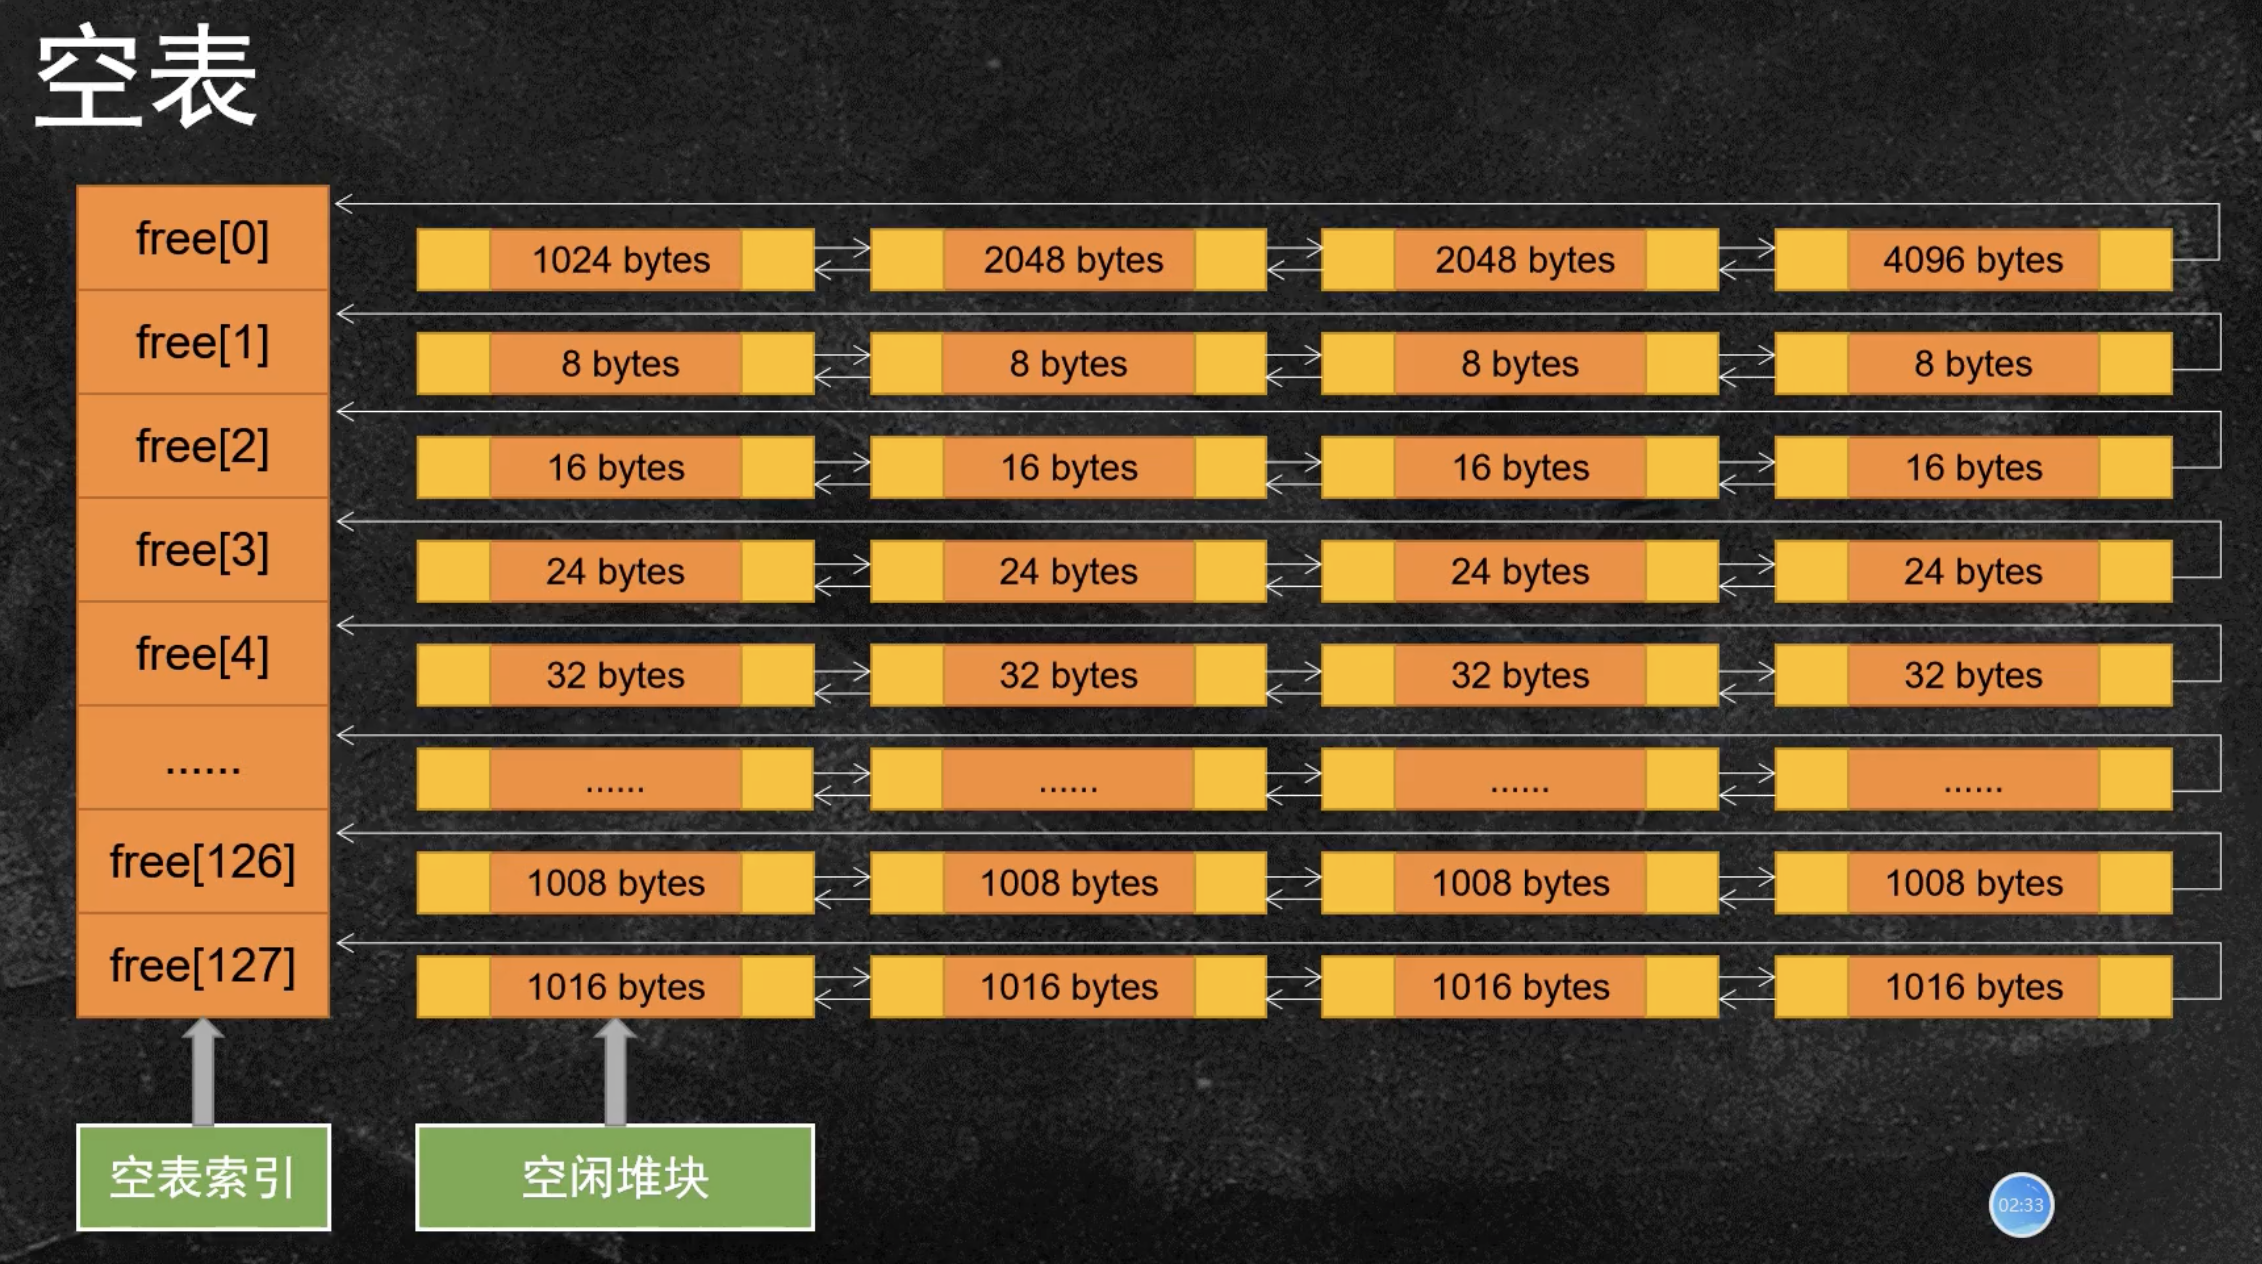 空表
free[0]
1024 bytes
2048 bytes
2048 bytes
4096 bytes
free[1]
8 bytes
8 bytes
8 bytes
8 bytes
free[2]
16 bytes
16 bytes
16 bytes
16 bytes
free[3]
24 bytes
24 bytes
24 bytes
24 bytes
free[4]
32 bytes
32 bytes
32 bytes
32 bytes
......
......
......
......
......
free[126]
1008 bytes
1008 bytes
1008 bytes
1008 bytes
free[127]
1016 bytes
1016 bytes
1016 bytes
1016 bytes
空表索引
空闲堆块
02:33